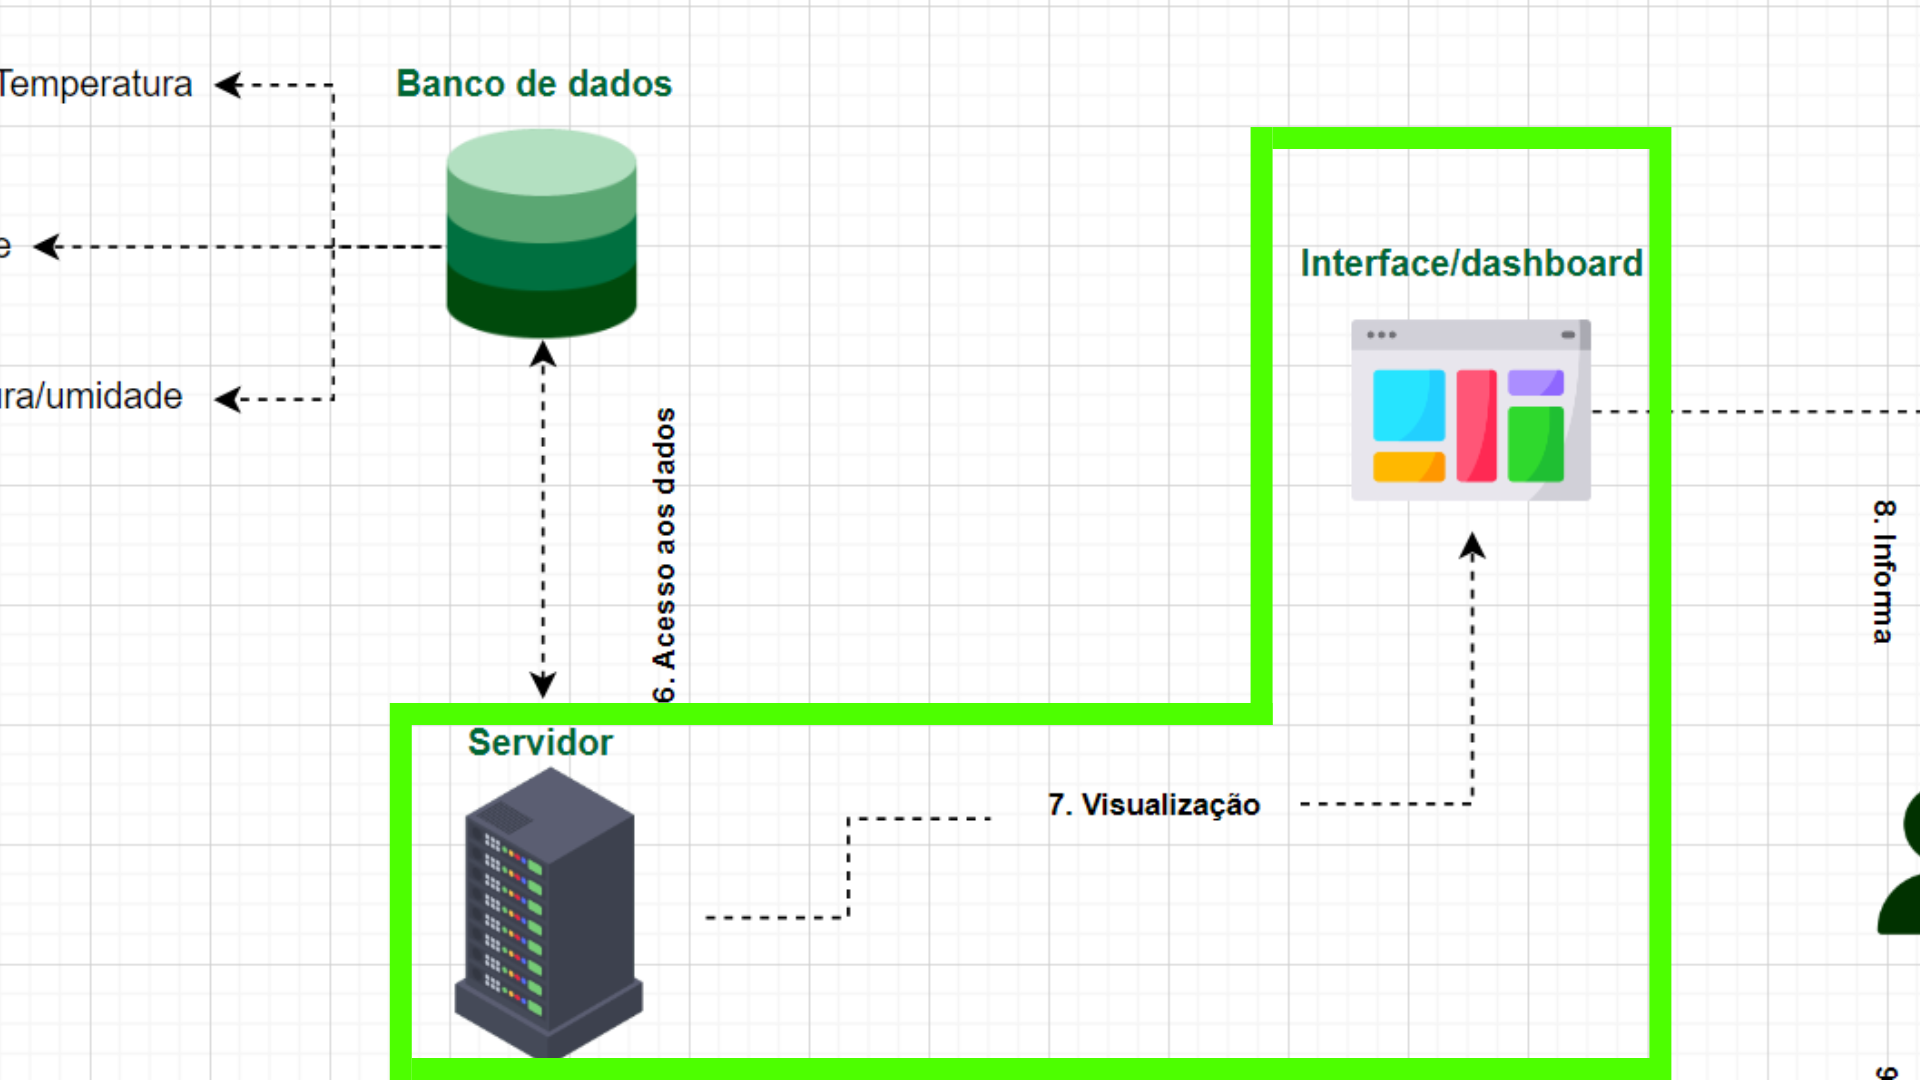 Temperatura
Banco de dados
e
ra/umidade
Interface/dashboard
6. Acesso aos dados
8. Informa
Servidor
7. Visualização